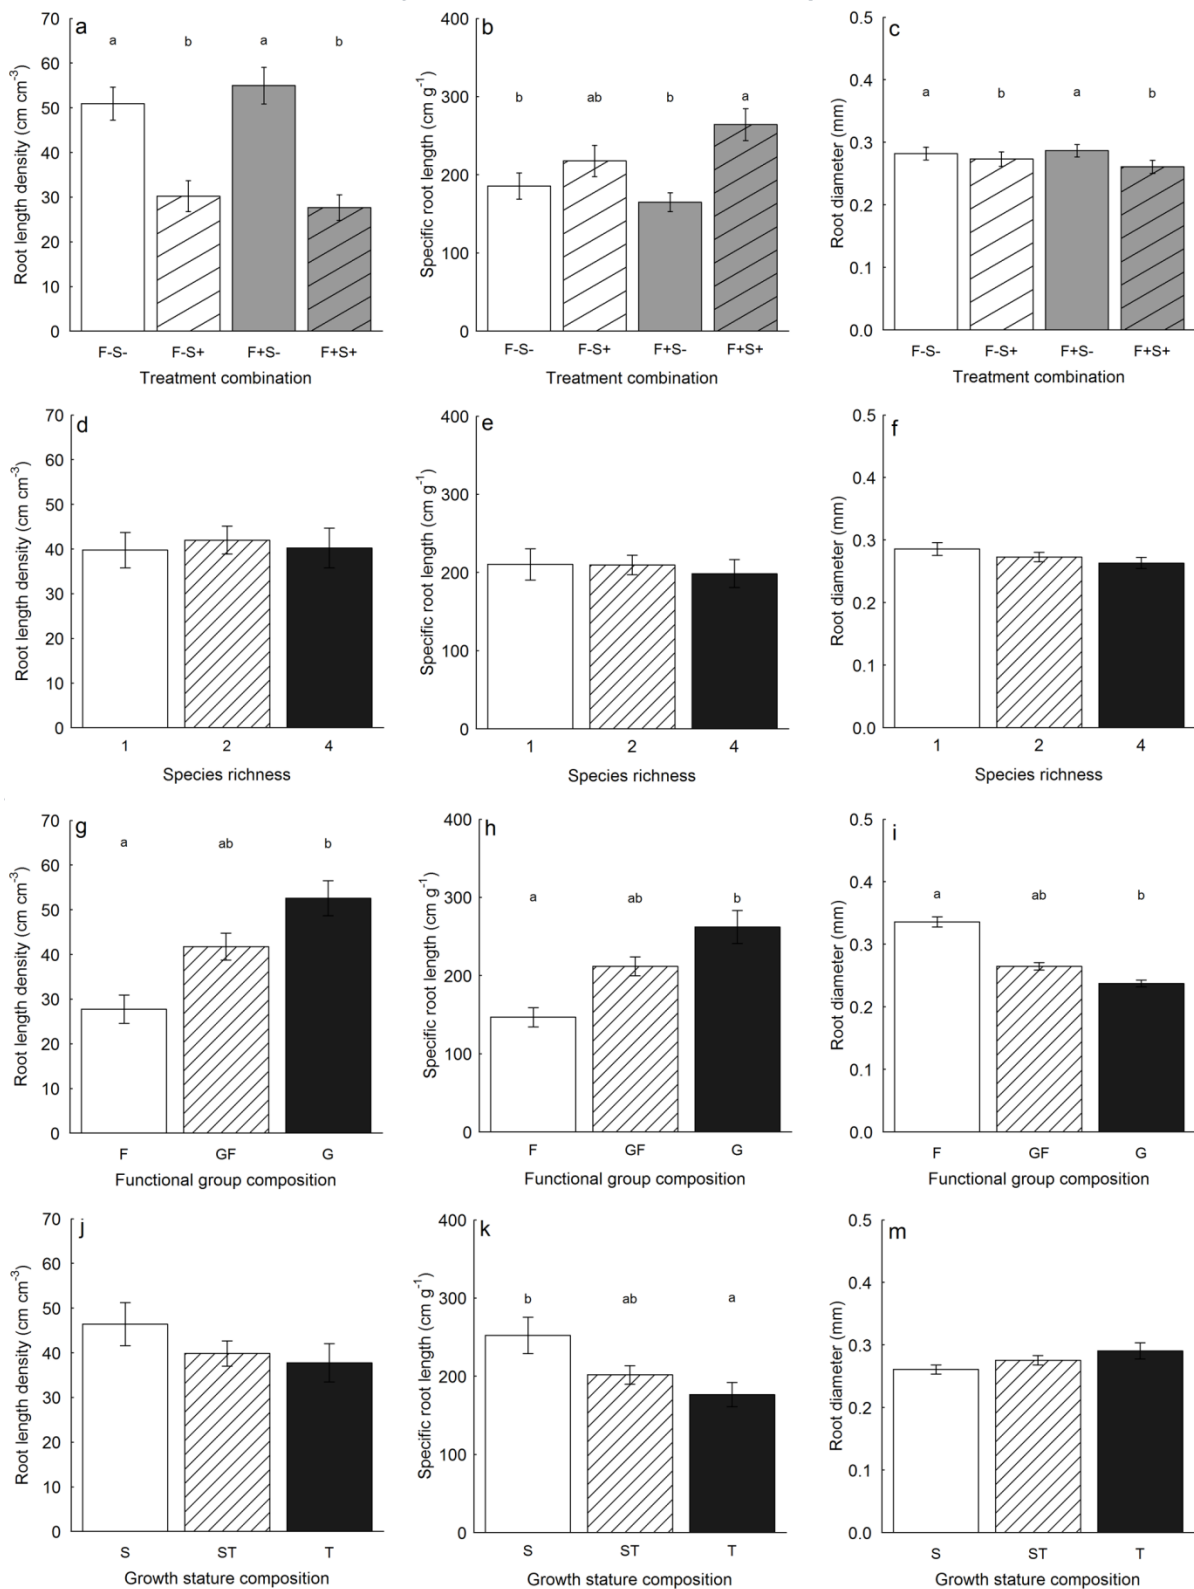 a
Root length density (cm cm-3)
70
60
50
40
30
20
10
0
a b a b
F-S- F-S+ F+S- F+S+
Treatment combination
b
Specific root length (cm g-1)
400
300
200
100
0
b ab b a
F-S- F-S+ F+S- F+S+
Treatment combination
c
Root diameter (mm)
0.5
0.4
0.3
0.2
0.1
0.0
a b a b
F-S- F-S+ F+S- F+S+
Treatment combination
d
Root length density (cm cm-3)
70
60
50
40
30
20
10
0
1 2 4
Species richness
e
Specific root length (cm g-1)
400
300
200
100
0
1 2 4
Species richness
f
Root diameter (mm)
0.5
0.4
0.3
0.2
0.1
0.0
1 2 4
Species richness
g
Root length density (cm cm-3)
70
60
50
40
30
20
10
0
a ab b
F GF G
Functional group composition
h
Specific root length (cm g-1)
400
300
200
100
0
a ab b
F GF G
Functional group composition
i
Root diameter (mm)
0.5
0.4
0.3
0.2
0.1
0.0
a ab b
F GF G
Functional group composition
j
Root length density (cm cm-3)
70
60
50
40
30
20
10
0
S ST T
Growth stature composition
k
Specific root length (cm g-1)
400
300
200
100
0
b ab a
S ST T
Growth stature composition
m
Root diameter (mm)
0.5
0.4
0.3
0.2
0.1
0.0
S ST T
Growth stature composition